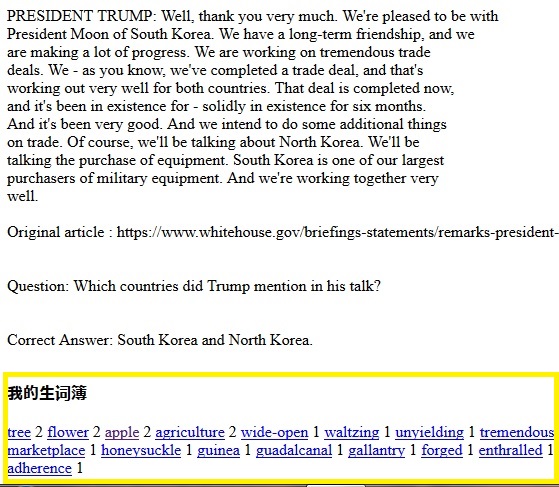 PRESIDENT TRUMP: Well, thank you very much. We're pleased to be with
President Moon of South Korea. We have a long-term friendship, and we
are making a lot of progress. We are working on tremendous trade
deals. We - as you know, we've completed a trade deal, and that's
working out very well for both countries. That deal is completed now,
and it's been in existence for - solidly in existence for six months.
And it's been very good. And we intend to do some additional things
on trade. Of course, we'll be talking about North Korea. We'll be
talking the purchase of equipment. South Korea is one of our largest
purchasers of military equipment. And we're working together very
well.
Original article : https://www.whitehouse.gov/briefings-statements/remarks-president-
Question: Which countries did Trump mention in his talk?
Correct Answer: South Korea and North Korea.
我的生词簿
tree 2 flower 2 apple 2 agriculture 2 wide-open 1 waltzing 1 unyielding 1 tremendous
marketplace 1 honeysuckle 1 guinea 1 guadalcanal 1 gallantry 1 forged 1 enthralled 1
adherence 1